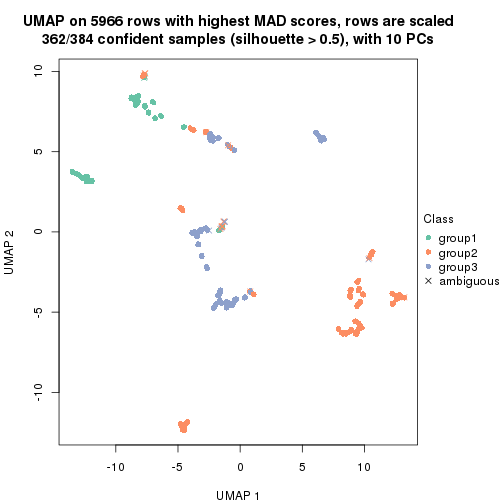 UMAP on 5966 rows with highest MAD scores, rows are scaled
362/384 confident samples (silhouette > 0.5), with 10 PCs
10
5
0
-5
-10
UMAP 2
-10
-5
0
5
10
UMAP 1
Class
group1
group2
group3
ambiguous